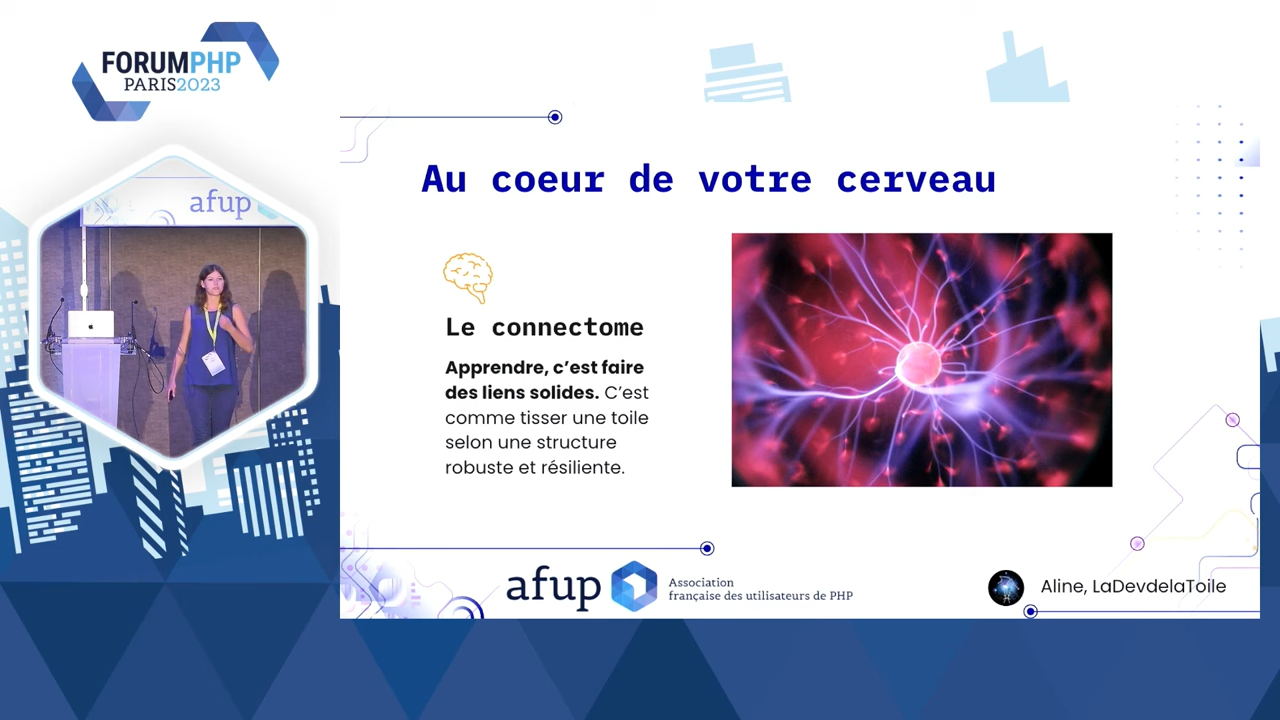 FORUMPHP
PARIS2023
afup
Au coeur de votre cerveau
Le connectome
Apprendre, c’est faire
des liens solides. C’est
comme tisser une toile
selon une structure
robuste et résiliente.
afup
Association
française des utilisateurs de PHP
Aline, LaDevdelaToile